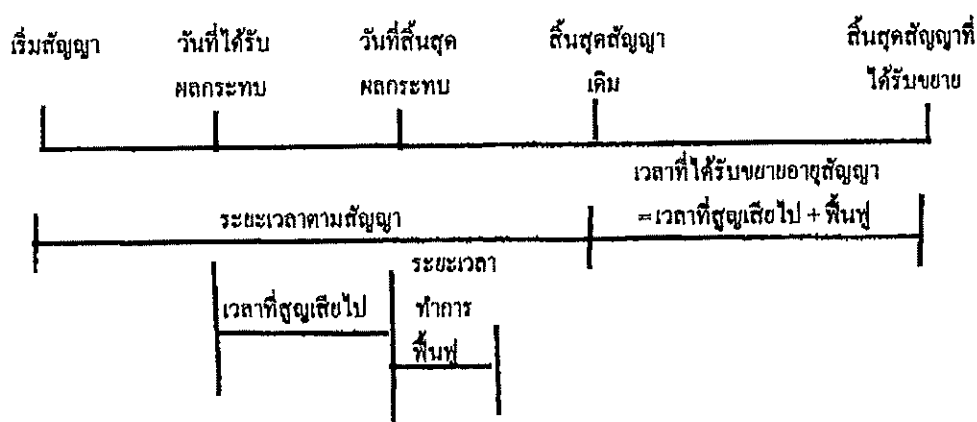 เริ่มสัญญา
วันที่ได้รับ
ผลกระทบ
วันที่สิ้นสุด
ผลกระทบ
สิ้นสุดสัญญา
เดิม
สิ้นสุดสัญญาที่
ได้รับขยาย
เวลาที่ได้รับขยายอายุสัญญา
=เวลาที่สูญเสียไป + ฟื้นฟู
ระยะเวลาตามสัญญา
เวลาที่สูญเสียไป
ระยะเวลา
ทำการ
ฟื้นฟู